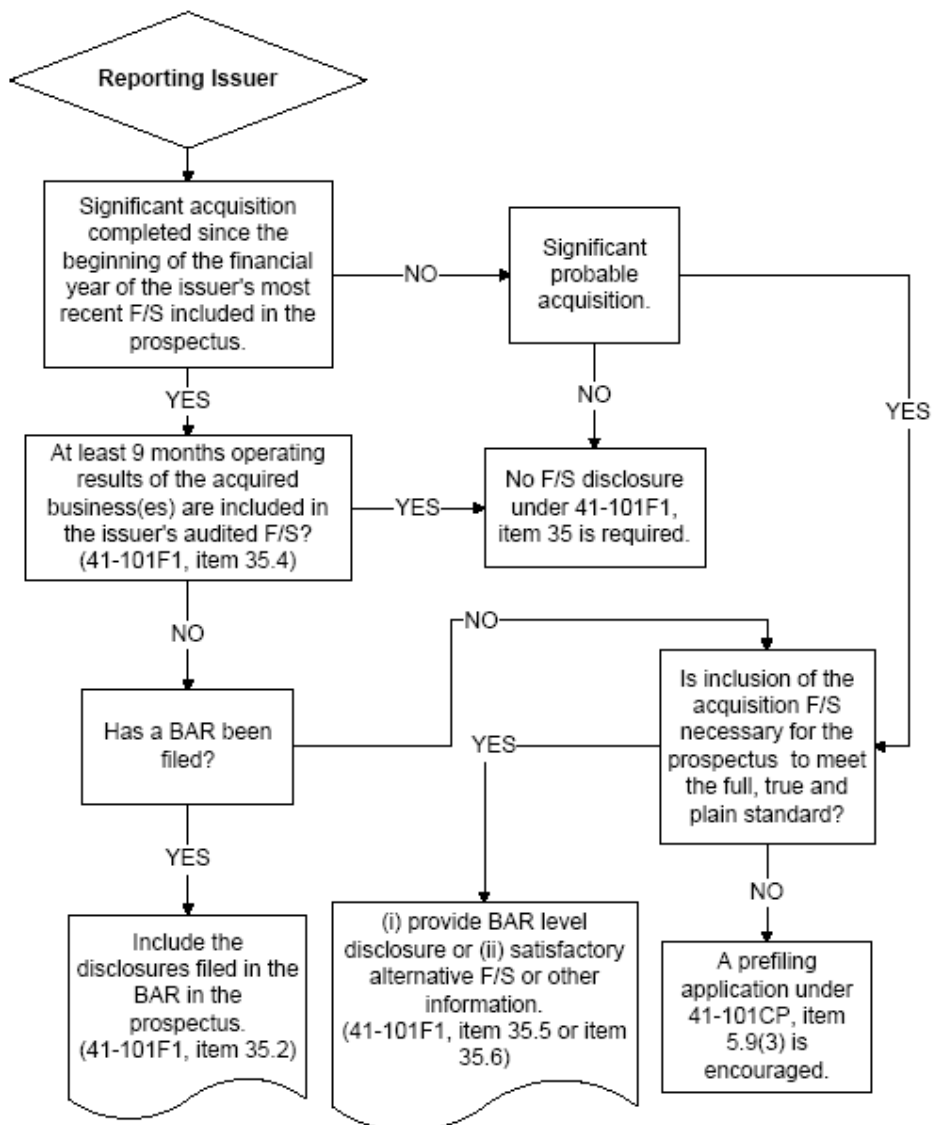 Reporting Issuer
Significant acquisition
completed since the
beginning of the financial
year of the issuer's most
recent F/S included in the
prospectus.
NO
Significant
probable
acquisition.
YES
NO
YES
At least 9 months operating
results of the acquired
business(es) are included in
the issuer's audited F/S?
(41-101F1, item 35.4)
YES
No F/S disclosure
under 41-101F1,
item 35 is required.
NO
NO
Has a BAR been
filed?
YES
Is inclusion of the
acquisition F/S
necessary for the
prospectus to meet
the full, true and
plain standard?
YES
NO
Include the
disclosures filed in the
BAR in the
prospectus.
(41-101F1, item 35.2)
(i) provide BAR level
disclosure or (ii) satisfactory
alternative F/S or other
information.
(41-101F1, item 35.5 or item
35.6)
A prefiling
application under
41-101CP, item
5.9(3) is
encouraged.